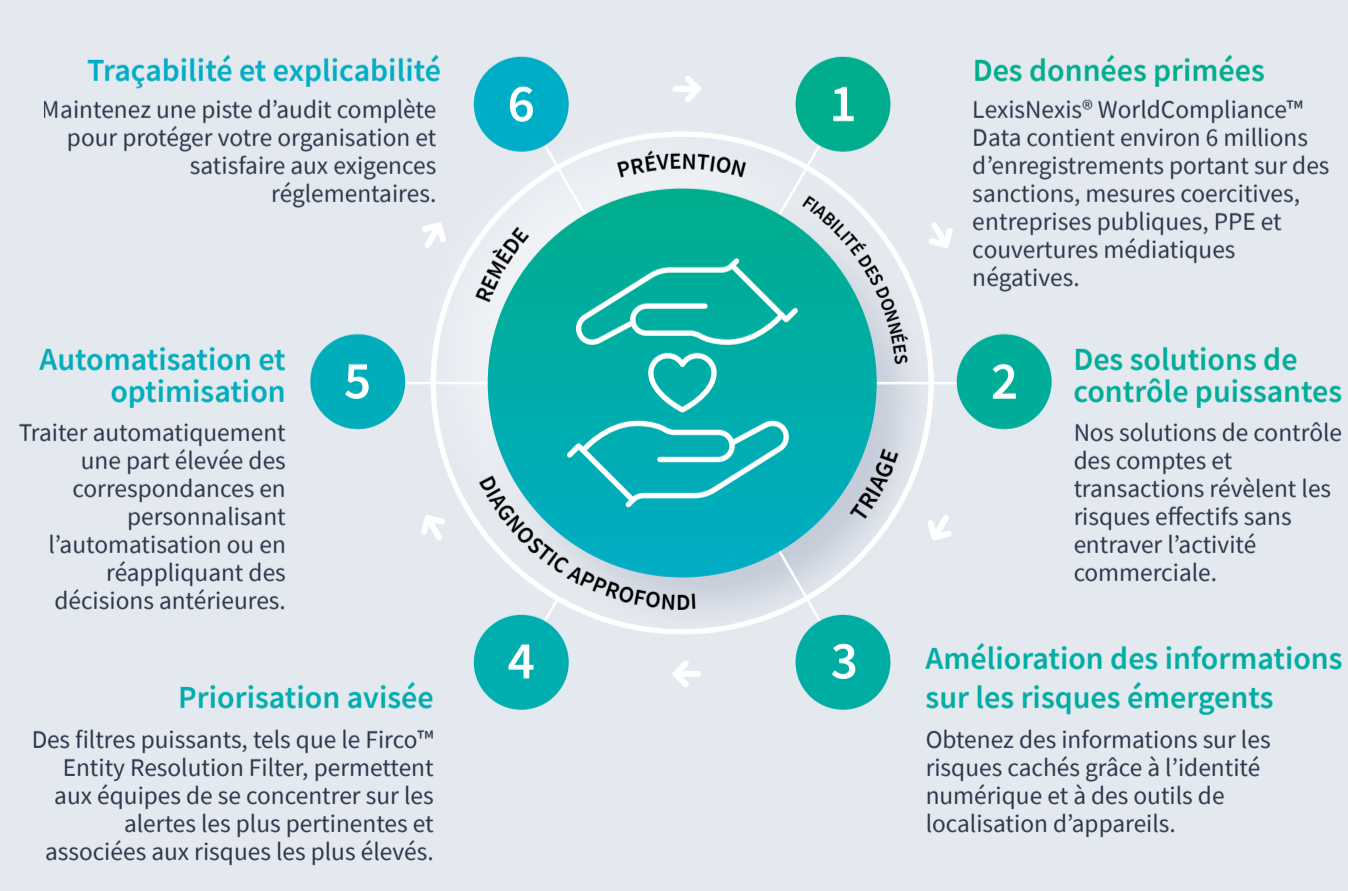 Traçabilité et explicabilité
Maintenez une piste d’audit complète
pour protéger votre organisation et
satisfaire aux exigences
réglementaires.
6
1
Des données primées
LexisNexis® WorldCompliance™
Data contient environ 6 millions
d’enregistrements portant sur des
sanctions, mesures coercitives,
entreprises publiques, PPE et
couvertures médiatiques
négatives.
PRÉVENTION
FIABILITÉ DES DONNÉES
REMÈDE
TRIAGE
DIAGNOSTIC APPROFONDI
Automatisation et
optimisation
Traiter automatiquement
une part élevée des
correspondances en
personnalisant
l’automatisation ou en
réappliquant des
décisions antérieures.
5
2
Des solutions de
contrôle puissantes
Nos solutions de contrôle
des comptes et
transactions révèlent les
risques effectifs sans
entraver l’activité
commerciale.
4
3
Priorisation avisée
Des filtres puissants, tels que le Firco™
Entity Resolution Filter, permettent
aux équipes de se concentrer sur les
alertes les plus pertinentes et
associées aux risques les plus élevés.
Amélioration des informations
sur les risques émergents
Obtenez des informations sur les
risques cachés grâce à l’identité
numérique et à des outils de
localisation d’appareils.